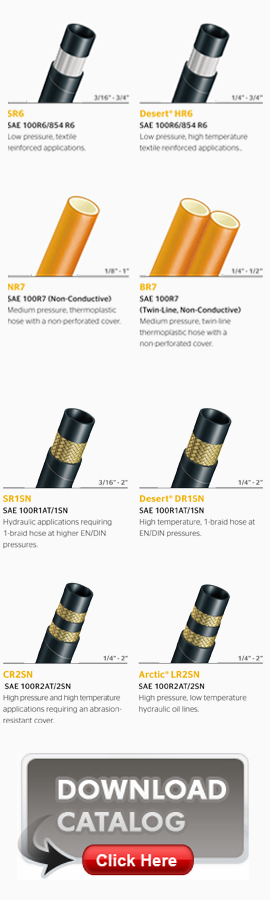 3/16" - 3/4"
SR6
SAE 100R6/854 R6
Low pressure, textile
reinforced applications.
1/4" - 3/4"
Desert® HR6
SAE 100R6/854 R6
Low pressure, high temperature
textile reinforced applications.
1/8" - 1"
NR7
SAE 100R7 (Non-Conductive)
Medium pressure, thermoplastic
hose with a non-perforated cover.
1/4" - 1/2"
BR7
SAE 100R7
(Twin-Line, Non-Conductive)
Medium pressure, twin-line
thermoplastic hose with a
non-perforated cover.
3/16" - 2"
SR1SN
SAE 100R1AT/1SN
Hydraulic applications requiring
1-braid hose at higher EN/DIN
pressures.
1/4" - 2"
Desert® DR1SN
SAE 100R1AT/1SN
High temperature, 1-braid hose at
EN/DIN pressures.
1/4" - 2"
CR2SN
SAE 100R2AT/2SN
High pressure and high temperature
applications requiring an abrasion-
resistant cover.
1/4" - 2"
Arctic® LR2SN
SAE 100R2AT/2SN
High pressure, low temperature
hydraulic oil lines.
DOWNLOAD
CATALOG
Click Here